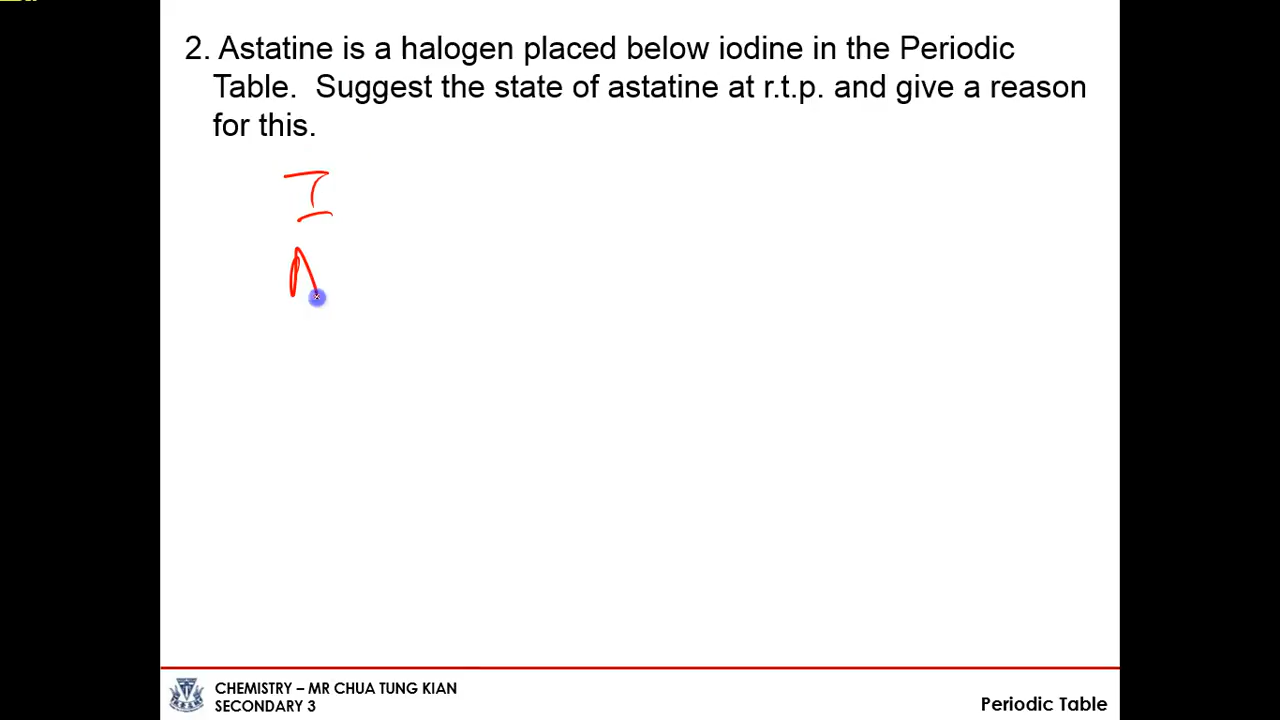 2. Astatine is a halogen placed below iodine in the Periodic
Table. Suggest the state of astatine at r.t.p. and give a reason
for this.
I
CHEMISTRY – MR CHUA TUNG KIAN
SECONDARY 3
Periodic Table